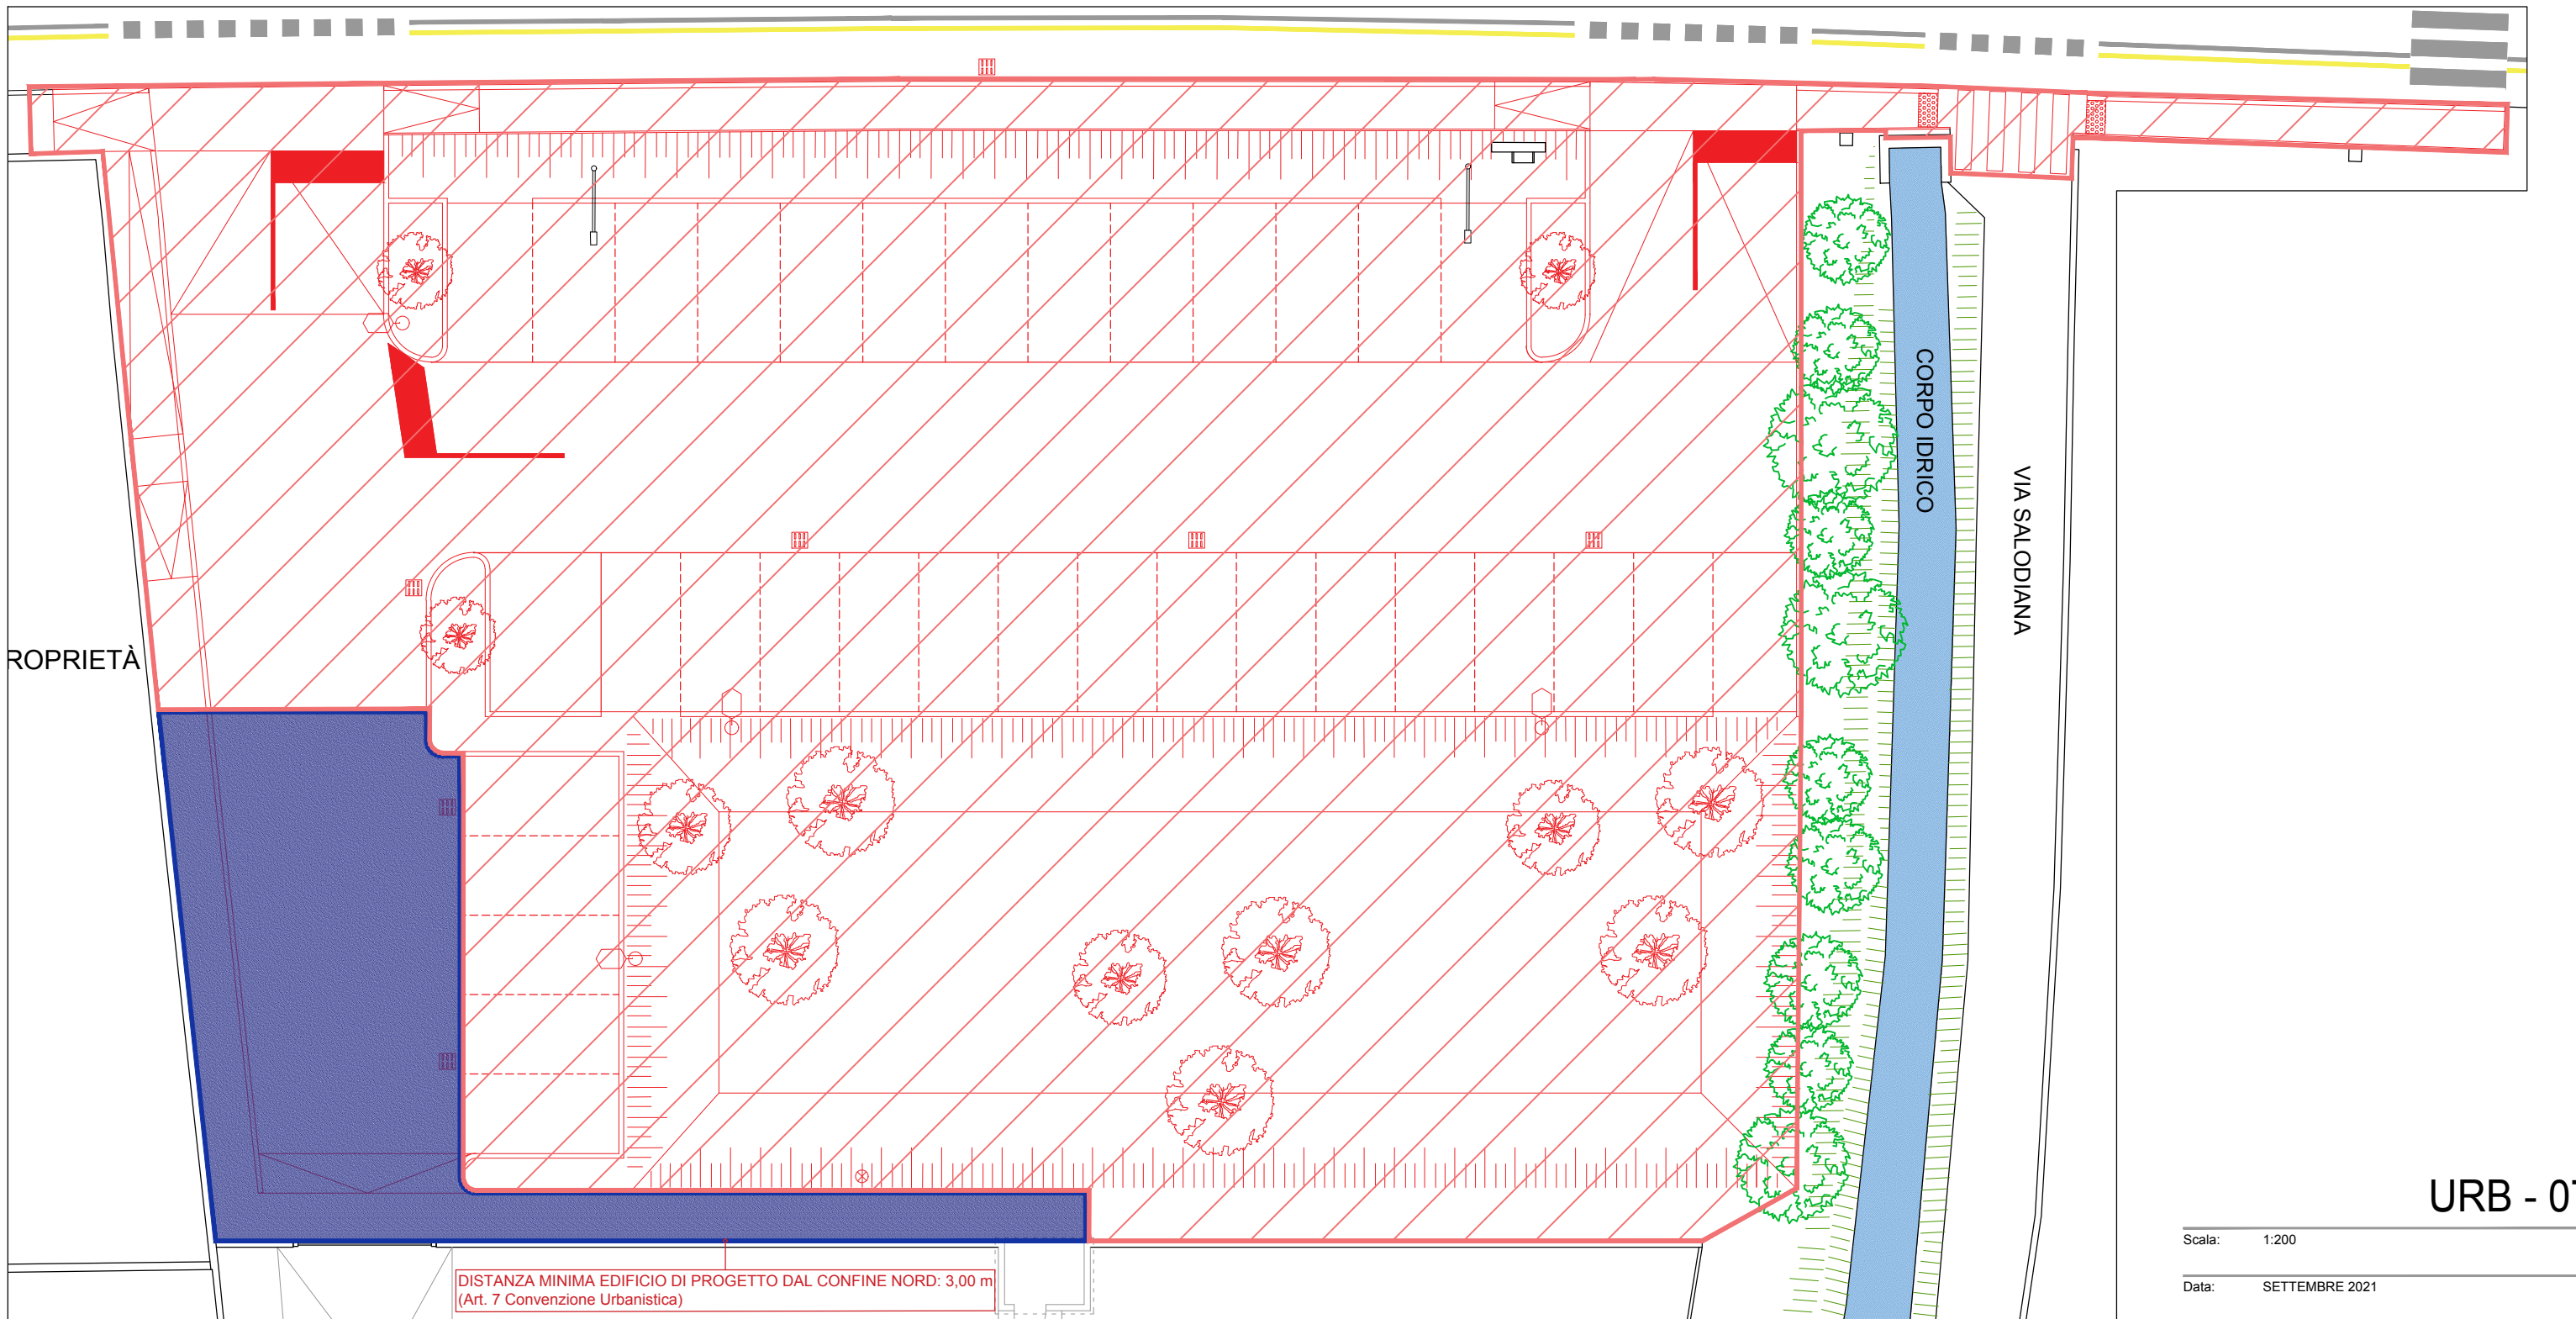 CORPO IDRICO
VIA SALODIANA
ROPRIETÀ
DISTANZA MINIMA EDIFICIO DI PROGETTO DAL CONFINE NORD: 3,00 m
(Art. 7 Convenzione Urbanistica)
URB - 07
Scala: 1:200
Data: SETTEMBRE 2021